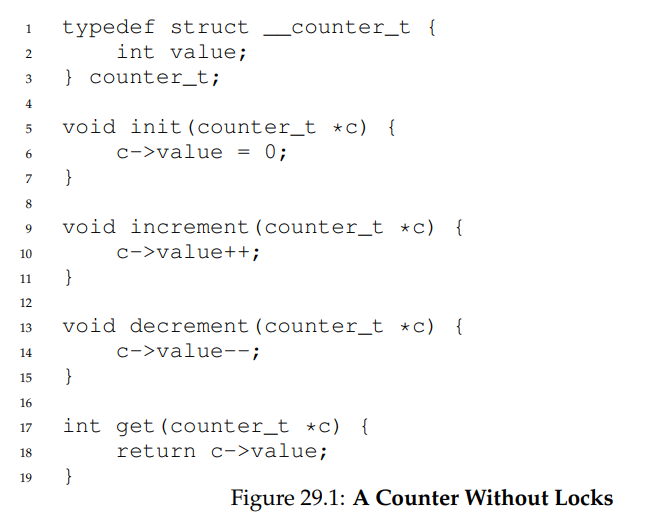 1 typedef struct __counter_t {
2 int value;
3 } counter_t;
4
5 void init(counter_t *c) {
6 c->value = 0;
7 }
8
9 void increment(counter_t *c) {
10 c->value++;
11 }
12
13 void decrement(counter_t *c) {
14 c->value--;
15 }
16
17 int get(counter_t *c) {
18 return c->value;
19 }
Figure 29.1: A Counter Without Locks